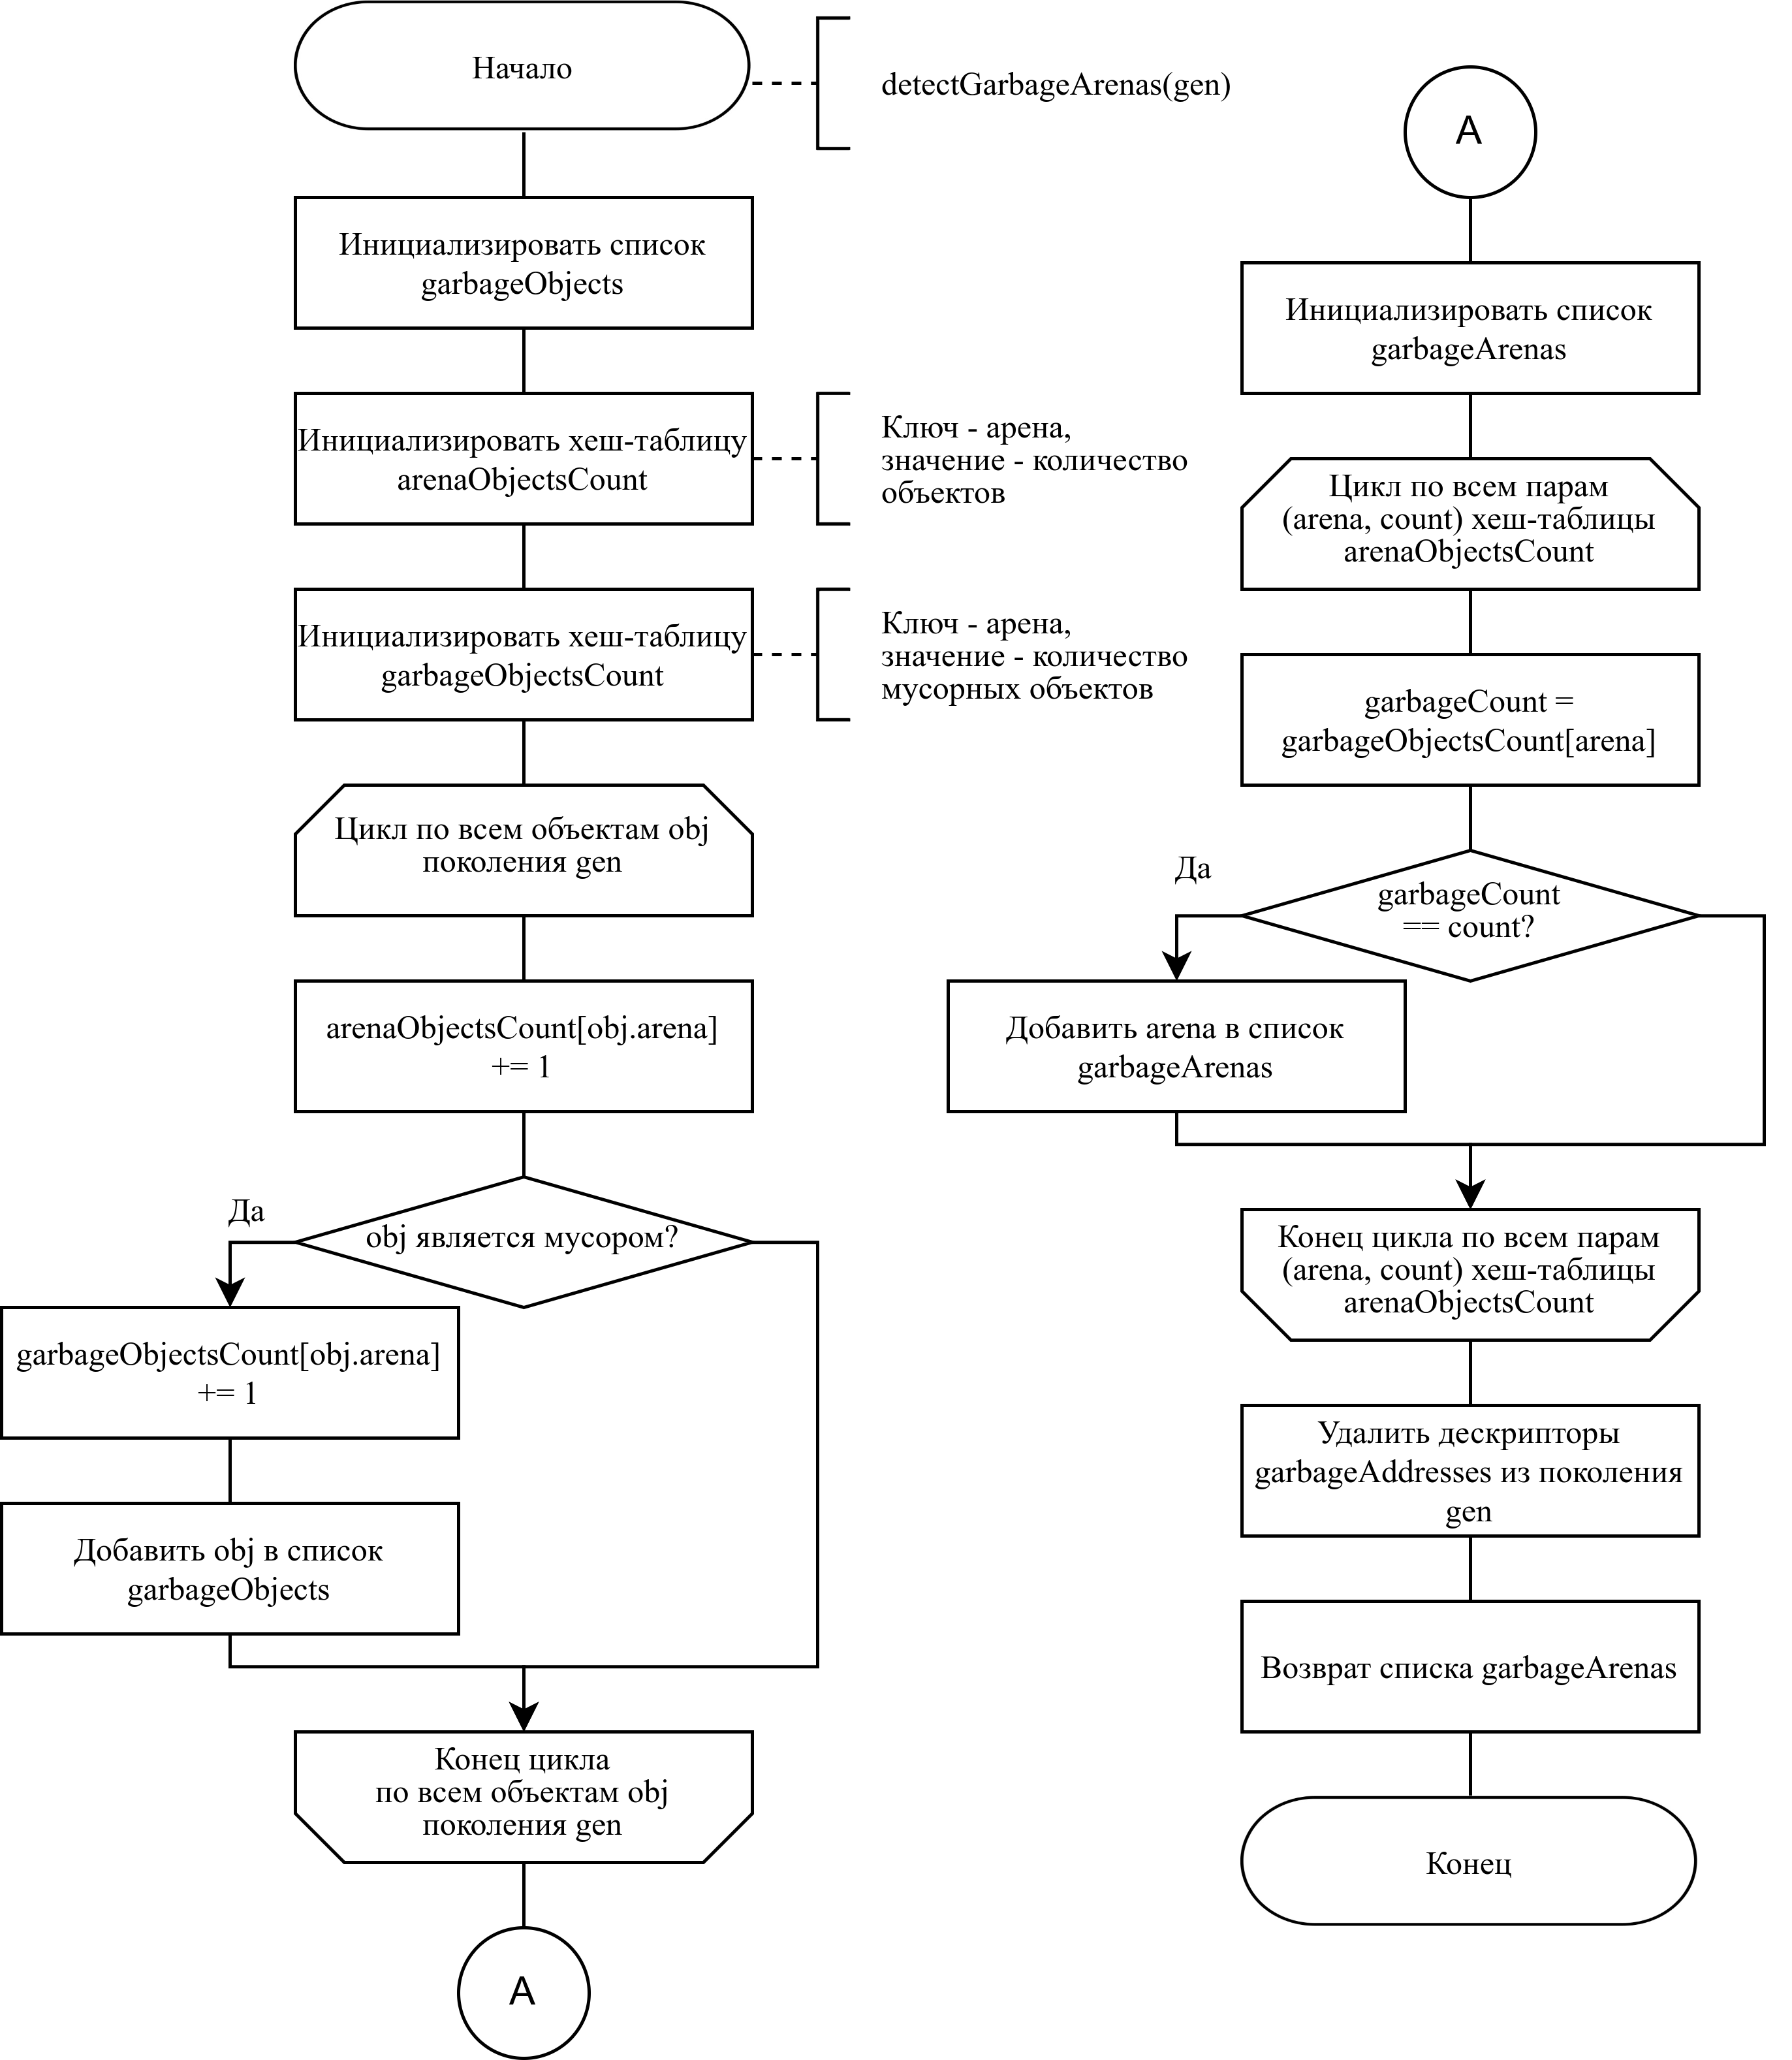 Начало
detectGarbageArenas(gen)
Инициализировать список
garbageObjects
Инициализировать хеш-таблицу
arenaObjectsCount
Ключ - арена,
значение - количество
объектов
Инициализировать хеш-таблицу
garbageObjectsCount
Ключ - арена,
значение - количество
мусорных объектов
Цикл по всем объектам obj
поколения gen
arenaObjectsCount[obj.arena]
+= 1
obj является мусором?
Да
garbageObjectsCount[obj.arena]
+= 1
Добавить obj в список
garbageObjects
Конец цикла
по всем объектам obj
поколения gen
A
A
Инициализировать список
garbageArenas
Цикл по всем парам
(arena, count) хеш-таблицы
arenaObjectsCount
garbageCount =
garbageObjectsCount[arena]
garbageCount
== count?
Да
Добавить arena в список
garbageArenas
Конец цикла по всем парам
(arena, count) хеш-таблицы
arenaObjectsCount
Удалить дескрипторы
garbageAddresses из поколения
gen
Возврат списка garbageArenas
Конец